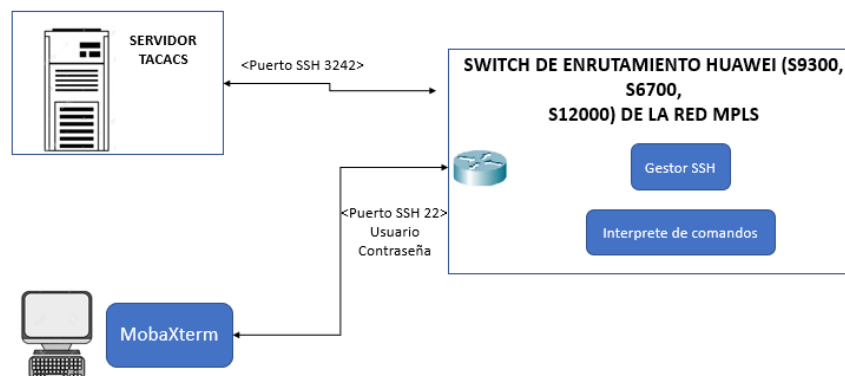 SERVIDOR
TACACS
<Puerto SSH 3242>
SWITCH DE ENRUTAMIENTO HUAWEI (S9300,
S6700,
S12000) DE LA RED MPLS
Gestor SSH
<Puerto SSH 22>
Usuario
Contraseña
Interprete de comandos
MobaXterm